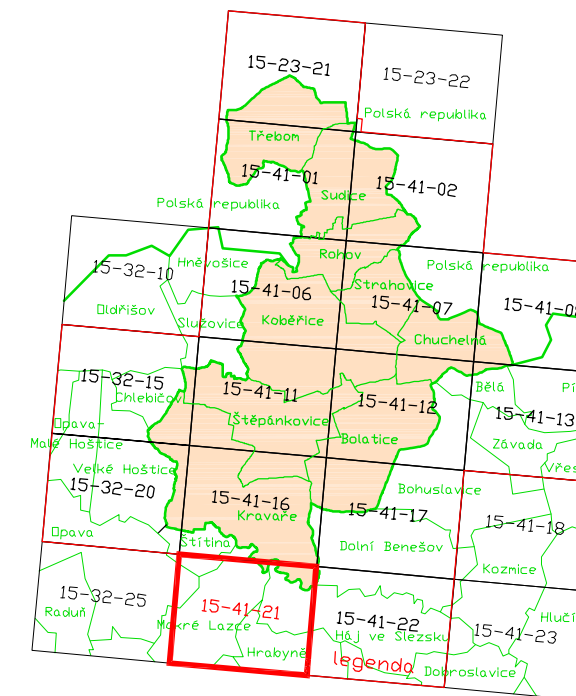 15-23-21
15-23-22
Polská republika
Třebom
15-41-01
15-41-02
Sudice
Polská republika
Rohov
Hněvošice
Polská republika
15-32-10
Strahovice
15-41-06
15-41-07
Oldřišov
Služovice
Kobeřice
Chuchelná
15-32-15
Chlebičov
15-41-11
15-41-12
Bělá
15-41-13
Opava-
Malé Hoštice
Štěpánkovice
Bolatice
Závada
Velké Hoštice
15-32-20
15-41-16
Bohuslavice
Kravaře
15-41-17
15-41-18
Opava
Štítina
Dolní Benešov
Kozmice
15-32-25
Raduň
15-41-21
Mokré Lazce
15-41-22
Háj ve Slezsku
15-41-23
Hrabyně
legenda
Dobroslavice